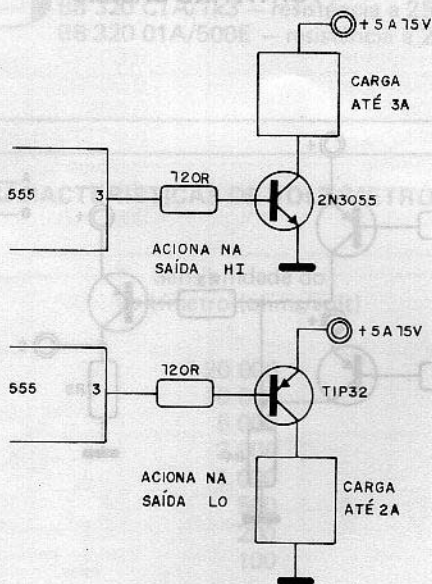 + 5 A 15V
CARGA
ATÉ 3A
120R
555
3
2N3055
ACIONA NA
SAÍDA HI
+ 5 A 15V
120R
555
3
TIP32
ACIONA NA
SAÍDA LO
CARGA
ATÉ 2A